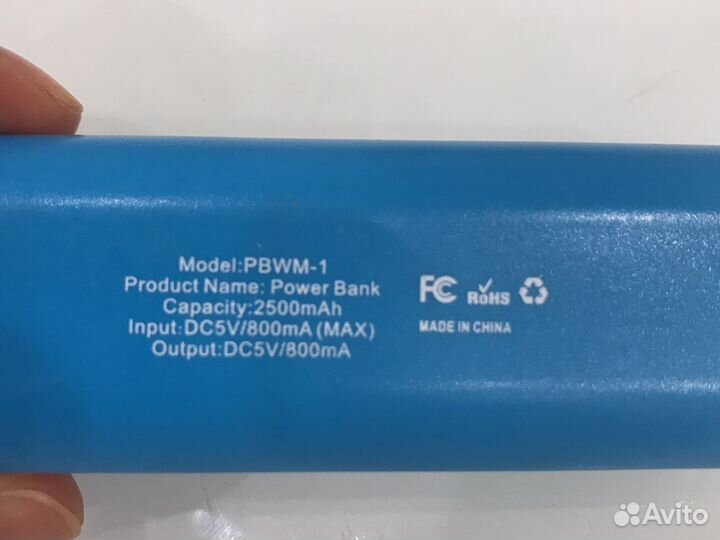 Model:PBWM-1
Product Name: Power Bank
Capacity:2500mAh
Input:DC5V/800mA(MAX)
Output:DC5V/800mA
FC RoHS
MADE IN CHINA
Avito